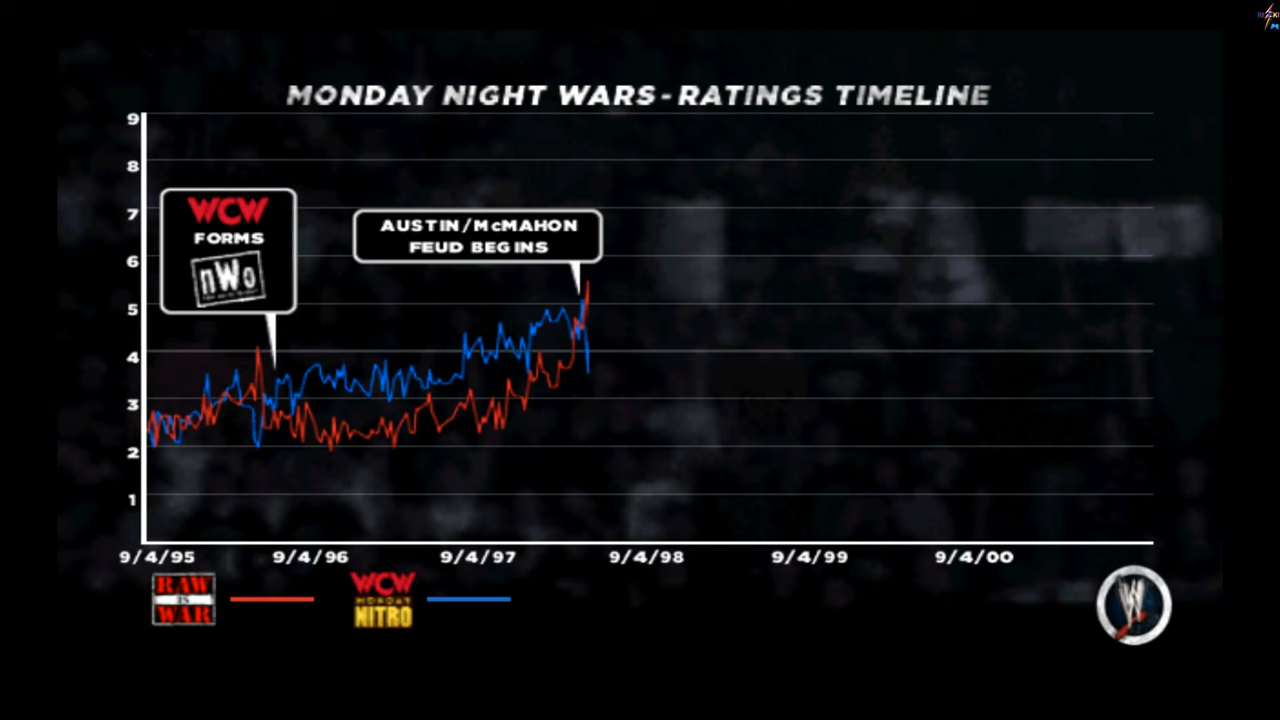 MONDAY NIGHT WARS - RATINGS TIMELINE
9
8
7
6
5
4
3
2
1
WCW
FORMS
nWo
AUSTIN/McMAHON
FEUD BEGINS
9/4/95
9/4/96
9/4/97
9/4/98
9/4/99
9/4/00
RAW
IS
WAR
WCW
MONDAY
NITRO
W